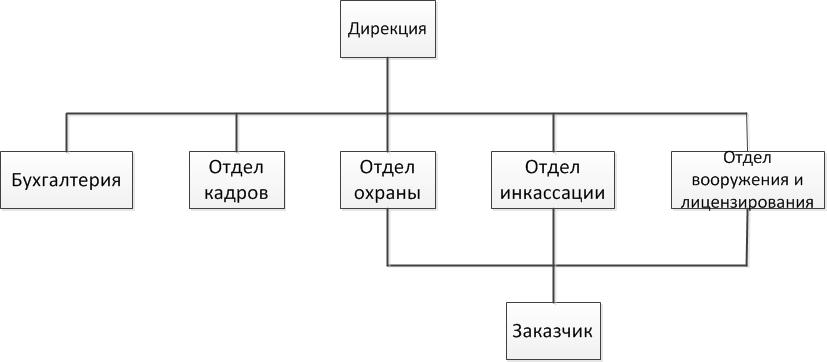 Дирекция
Бухгалтерия
Отдел
кадров
Отдел
охраны
Отдел
инкассации
Отдел
вооружения и
лицензирования
Заказчик